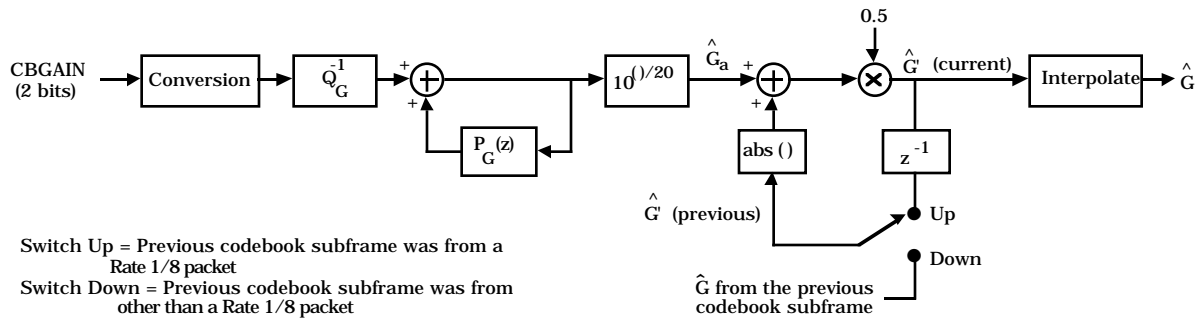 CBGAIN
(2 bits)
Conversion
Q_G^-1
+
+
+
P_G(z)
10^( )/20
Ĝ_a
+
+
+
abs ( )
0.5
×
Ĝ' (current)
z^-1
Interpolate
Ĝ
Ĝ' (previous)
Up
Down
Ĝ from the previous
codebook subframe
Switch Up = Previous codebook subframe was from a
Rate 1/8 packet
Switch Down = Previous codebook subframe was from
other than a Rate 1/8 packet